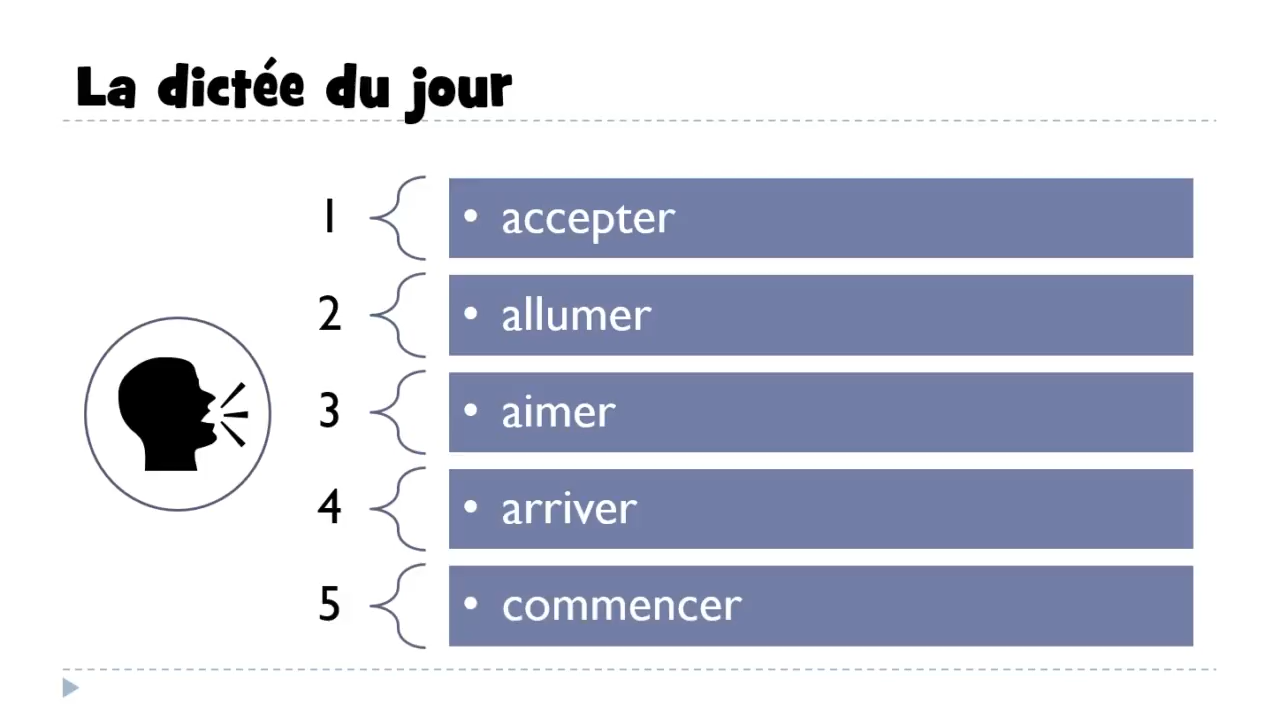 La dictée du jour
1 • accepter
2 • allumer
3 • aimer
4 • arriver
5 • commencer